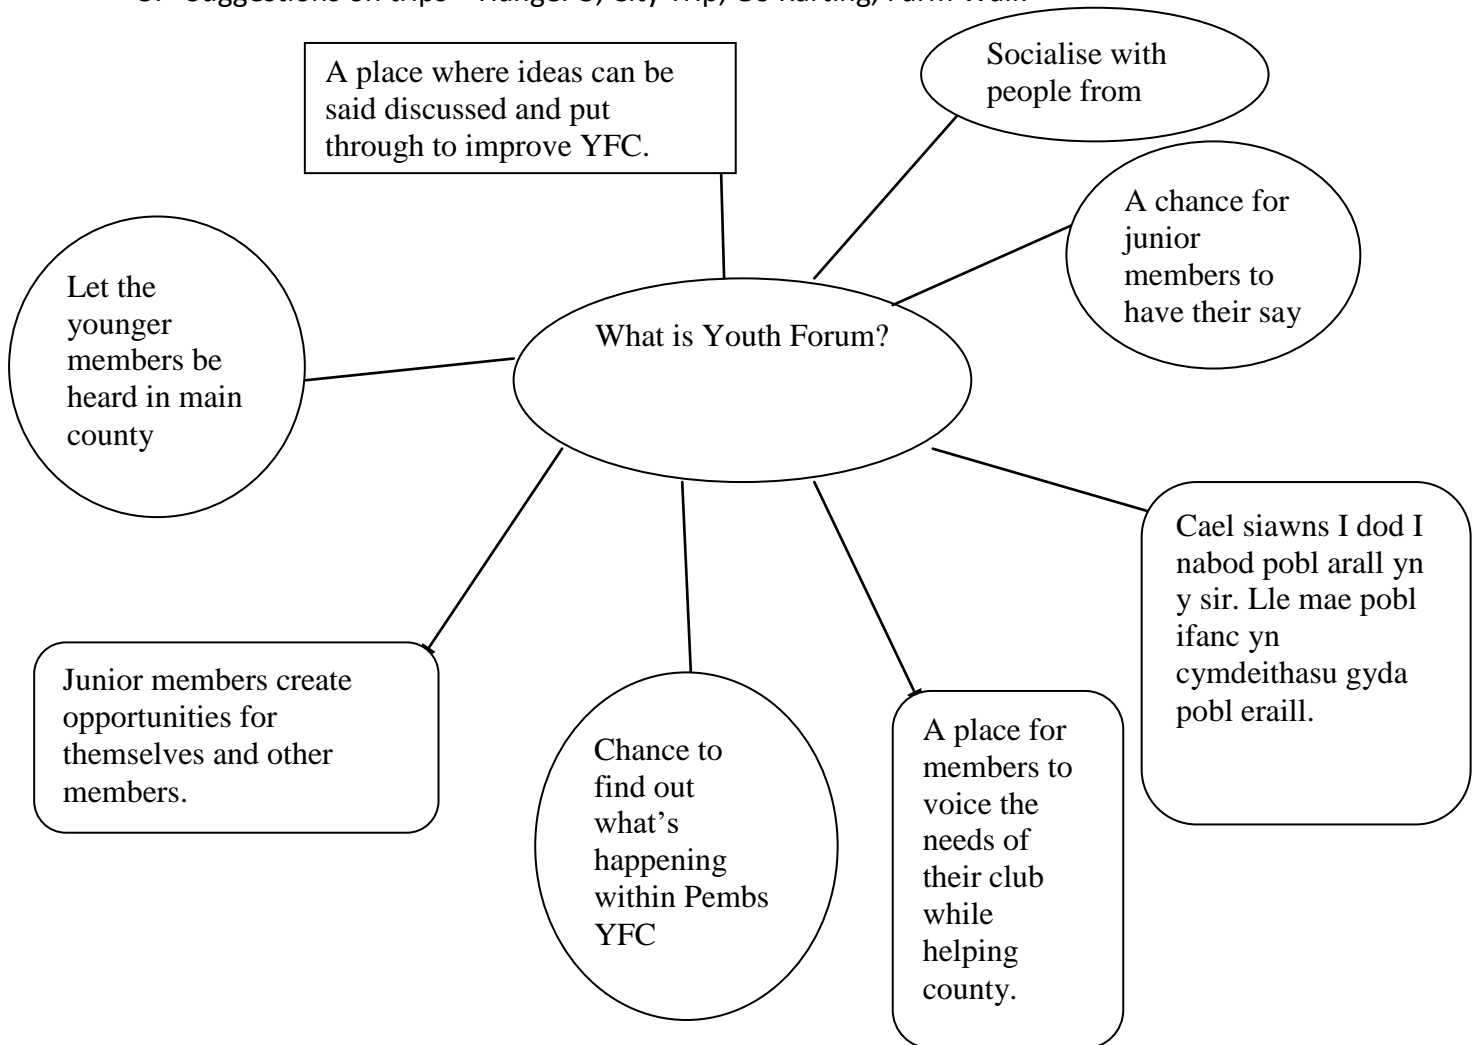 A place where ideas can be
said discussed and put
through to improve YFC.
Socialise with
people from
A chance for
junior
members to
have their say
Let the
younger
members be
heard in main
county
What is Youth Forum?
Cael siawns I dod I
nabod pobl arall yn
y sir. Lle mae pobl
ifanc yn
cymdeithasu gyda
pobl eraill.
Junior members create
opportunities for
themselves and other
members.
Chance to
find out
what's
happening
within Pembs
YFC
A place for
members to
voice the
needs of
their club
while
helping
county.